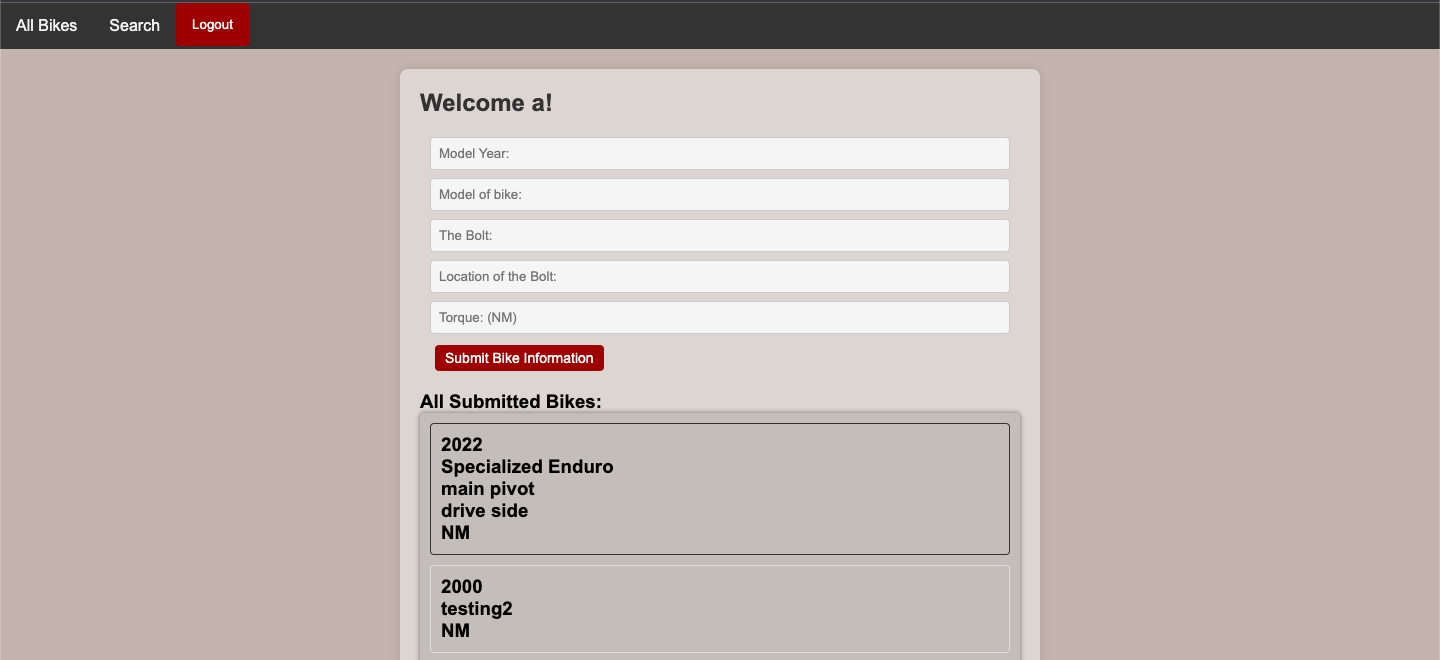 All Bikes Search Logout
Welcome a!
Model Year:
Model of bike:
The Bolt:
Location of the Bolt:
Torque: (NM)
Submit Bike Information
All Submitted Bikes:
2022
Specialized Enduro
main pivot
drive side
NM
2000
testing2
NM